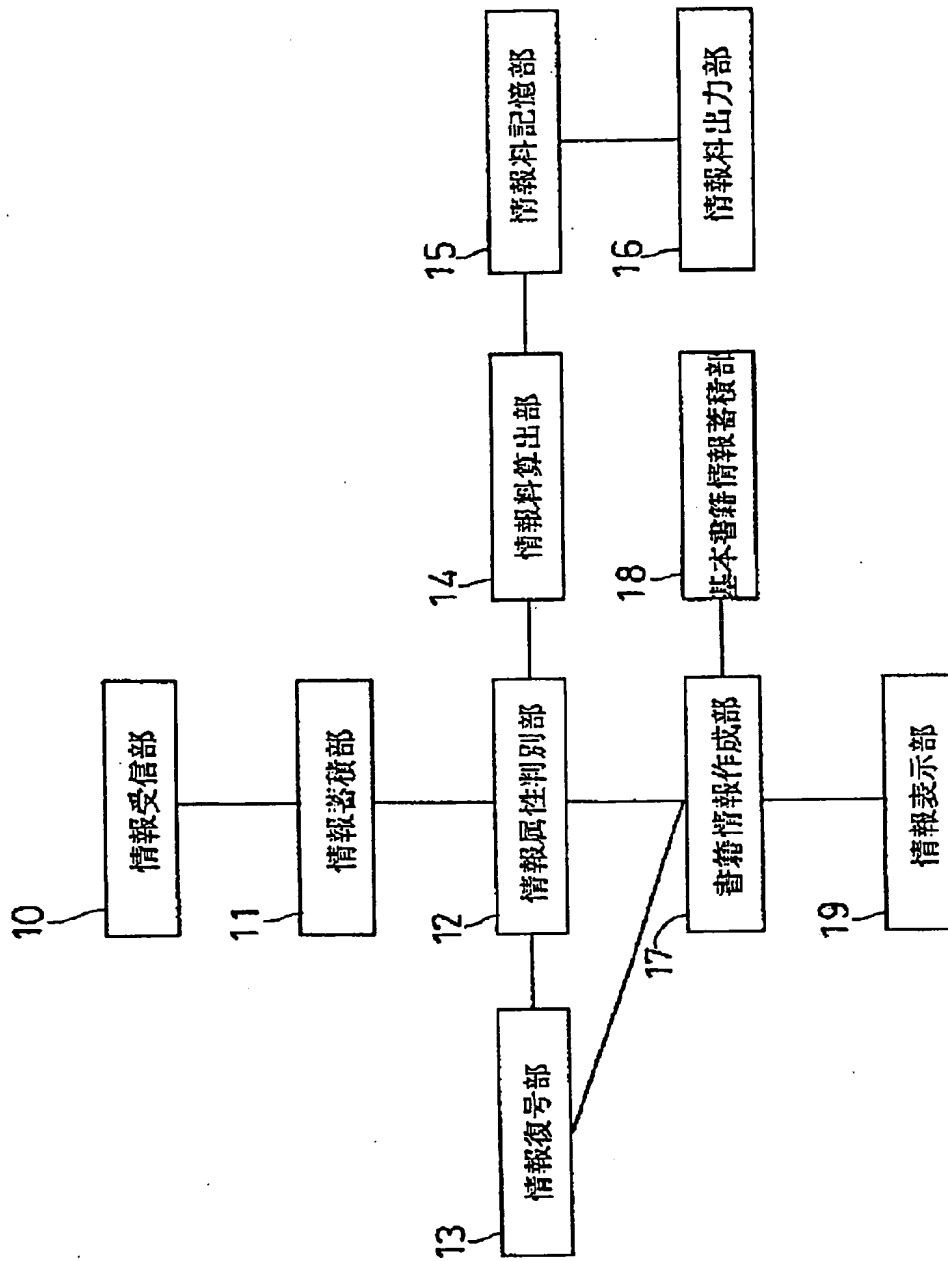 10
情報受信部
11
情報蓄積部
12
情報属性判別部
13
情報復号部
14
情報料算出部
15
情報料記憶部
16
情報料出力部
17
書籍情報作成部
18
基本書籍情報蓄積部
19
情報表示部